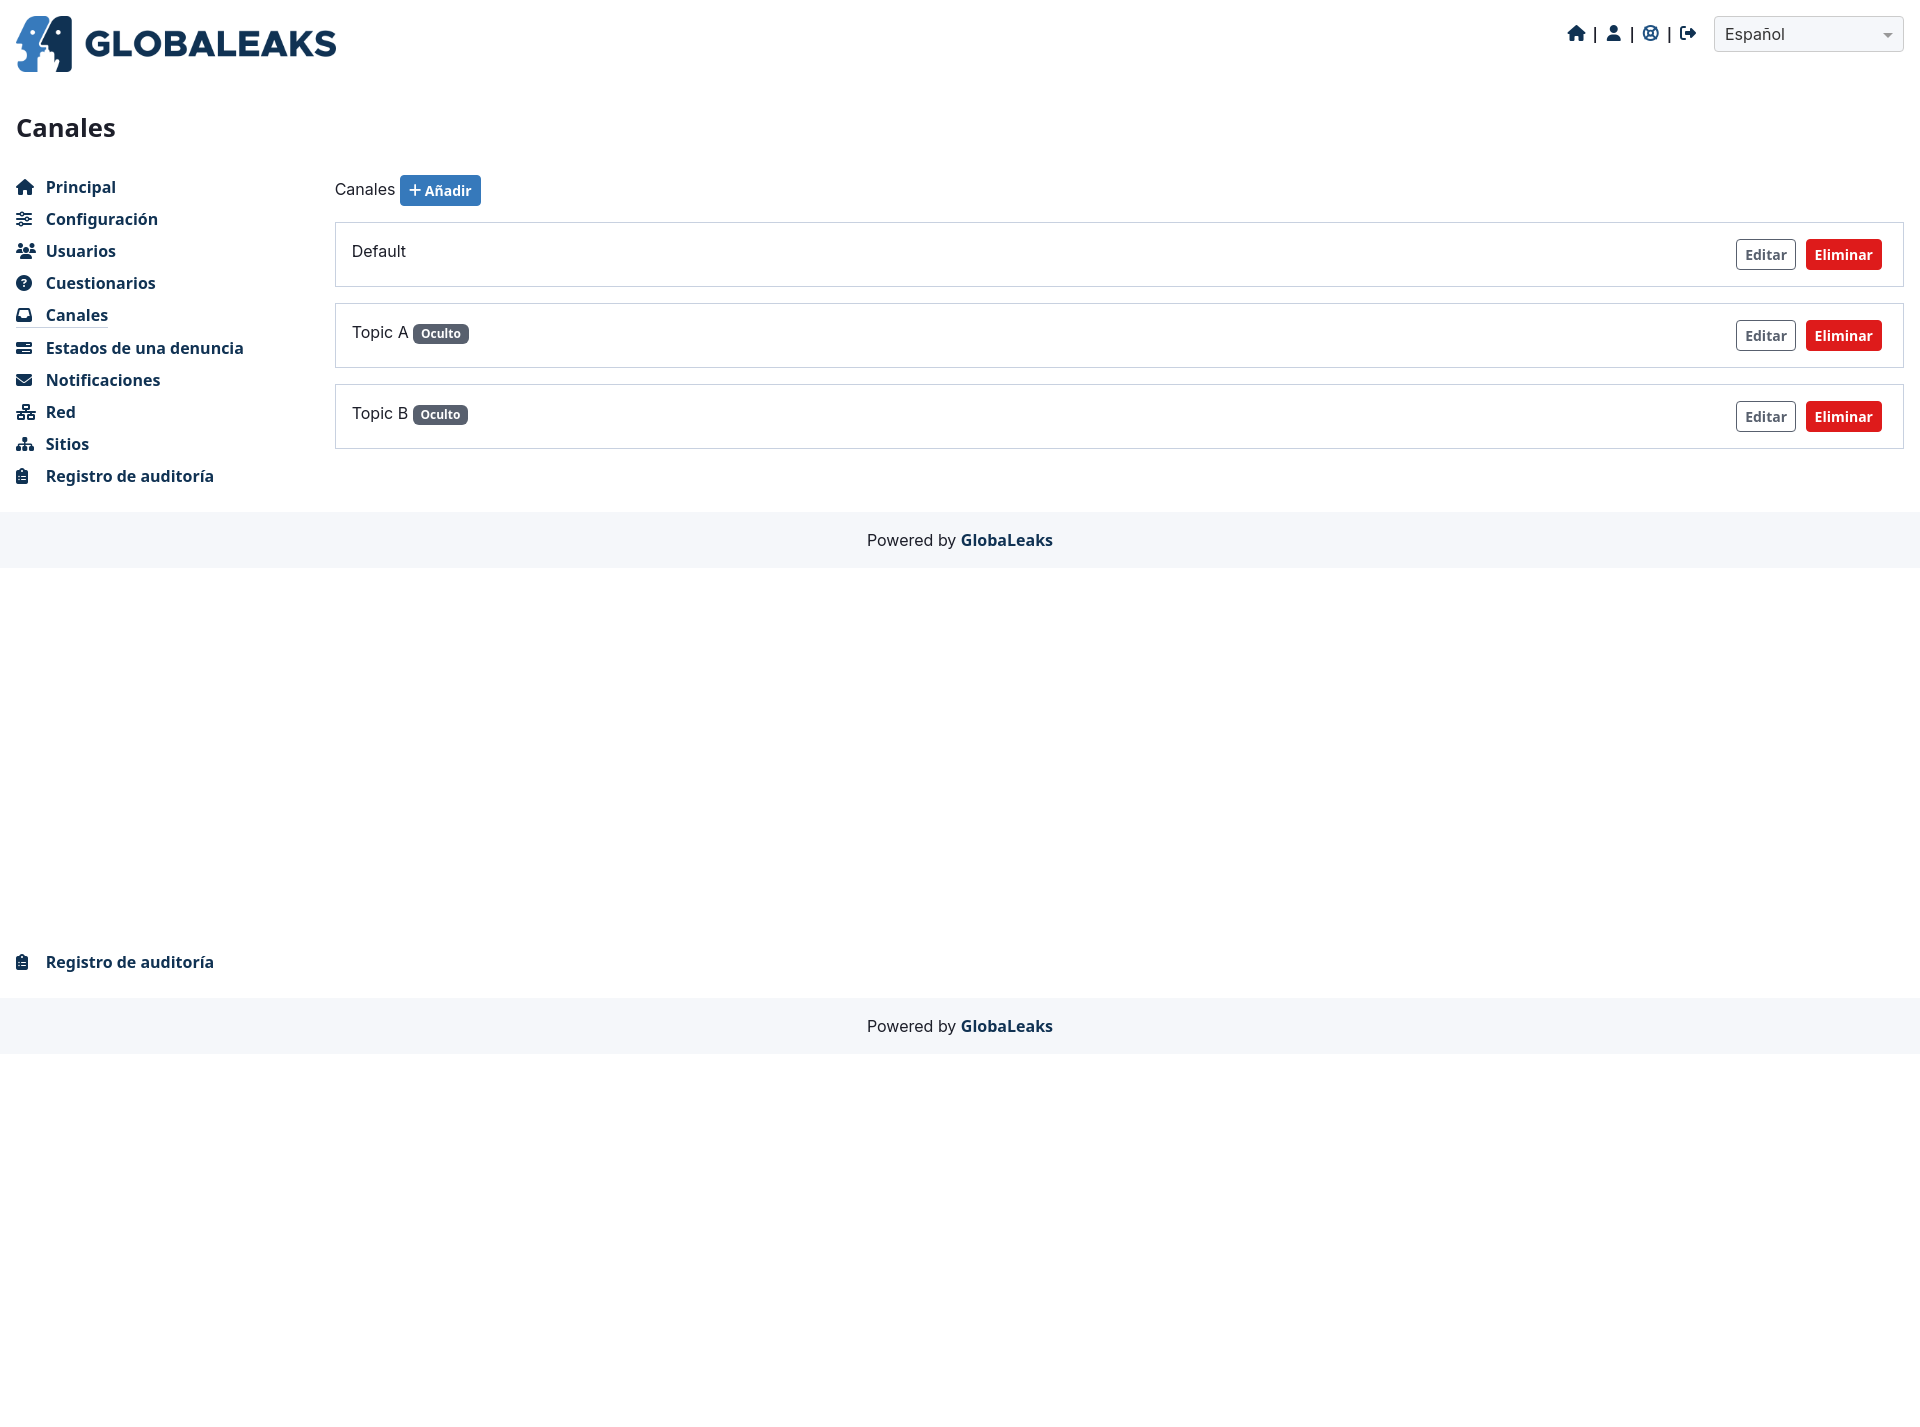 GLOBALEAKS
| | | Español
Canales
Principal
Configuración
Usuarios
Cuestionarios
Canales
Estados de una denuncia
Notificaciones
Red
Sitios
Registro de auditoría
Canales + Añadir
Default Editar Eliminar
Topic A Oculto Editar Eliminar
Topic B Oculto Editar Eliminar
Powered by GlobaLeaks
Registro de auditoría
Powered by GlobaLeaks